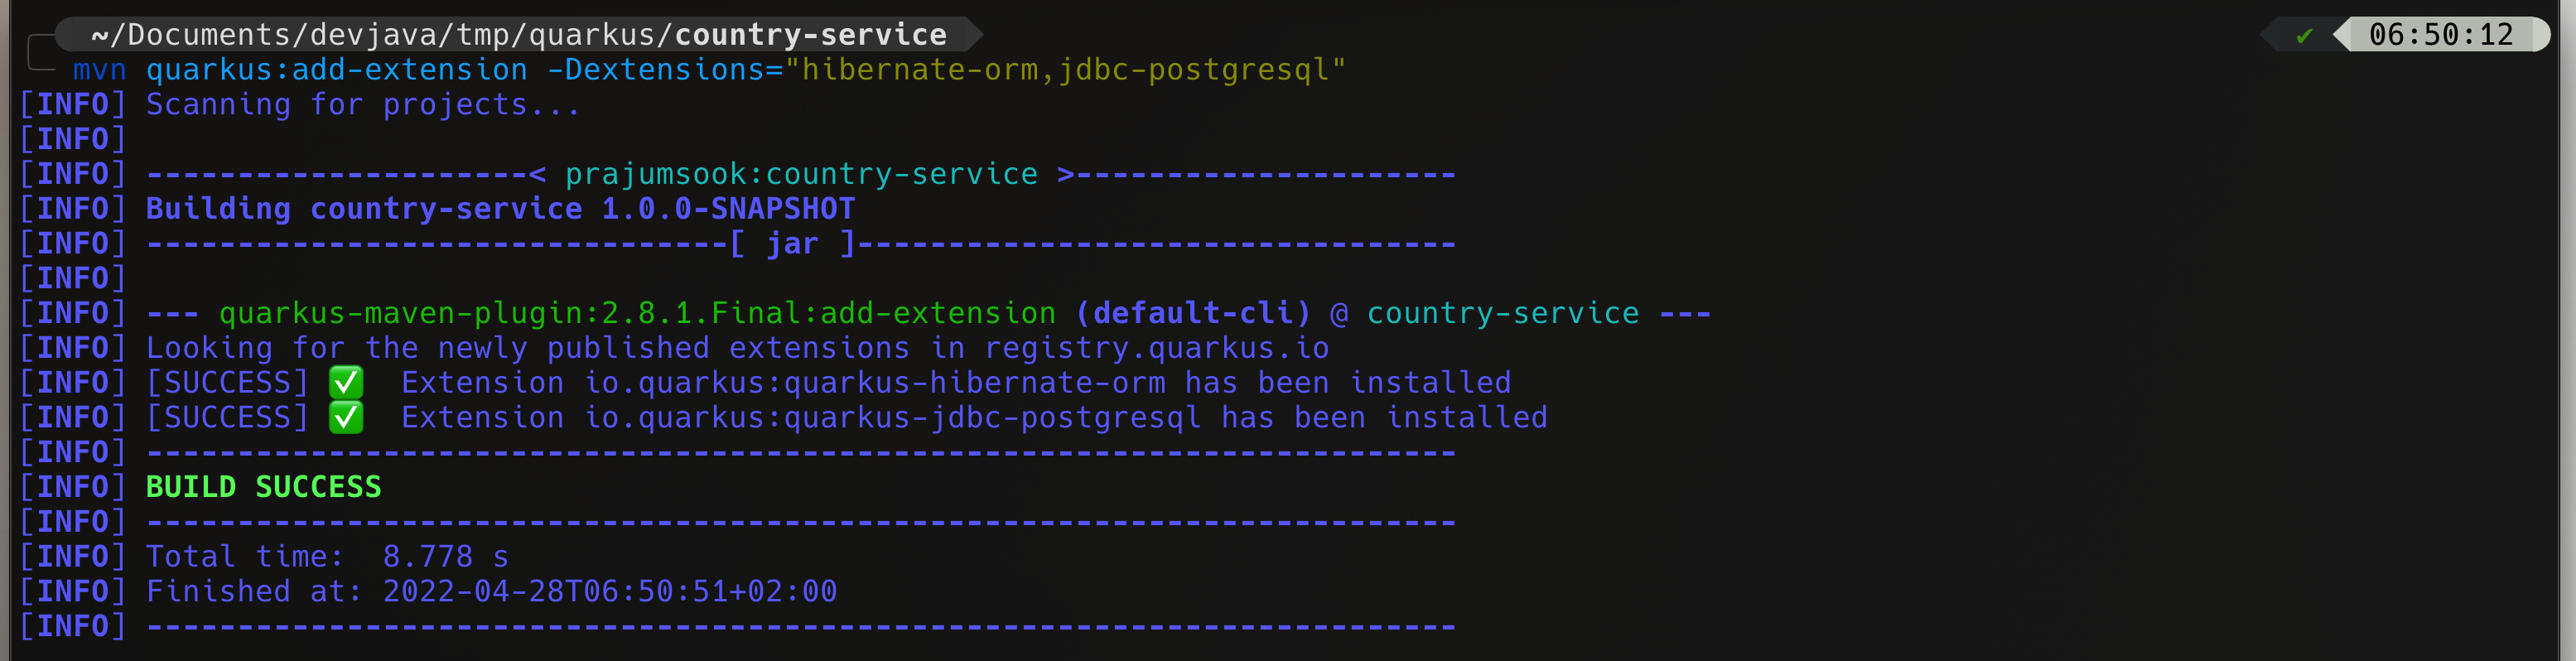 ~/Documents/devjava/tmp/quarkus/country-service ✔ 06:50:12
mvn quarkus:add-extension -Dextensions="hibernate-orm,jdbc-postgresql"
[INFO] Scanning for projects...
[INFO]
[INFO] ---------------------< prajumsook:country-service >---------------------
[INFO] Building country-service 1.0.0-SNAPSHOT
[INFO] --------------------------------[ jar ]---------------------------------
[INFO]
[INFO] --- quarkus-maven-plugin:2.8.1.Final:add-extension (default-cli) @ country-service ---
[INFO] Looking for the newly published extensions in registry.quarkus.io
[INFO] [SUCCESS] ✅  Extension io.quarkus:quarkus-hibernate-orm has been installed
[INFO] [SUCCESS] ✅  Extension io.quarkus:quarkus-jdbc-postgresql has been installed
[INFO] ------------------------------------------------------------------------
[INFO] BUILD SUCCESS
[INFO] ------------------------------------------------------------------------
[INFO] Total time:  8.778 s
[INFO] Finished at: 2022-04-28T06:50:51+02:00
[INFO] ------------------------------------------------------------------------